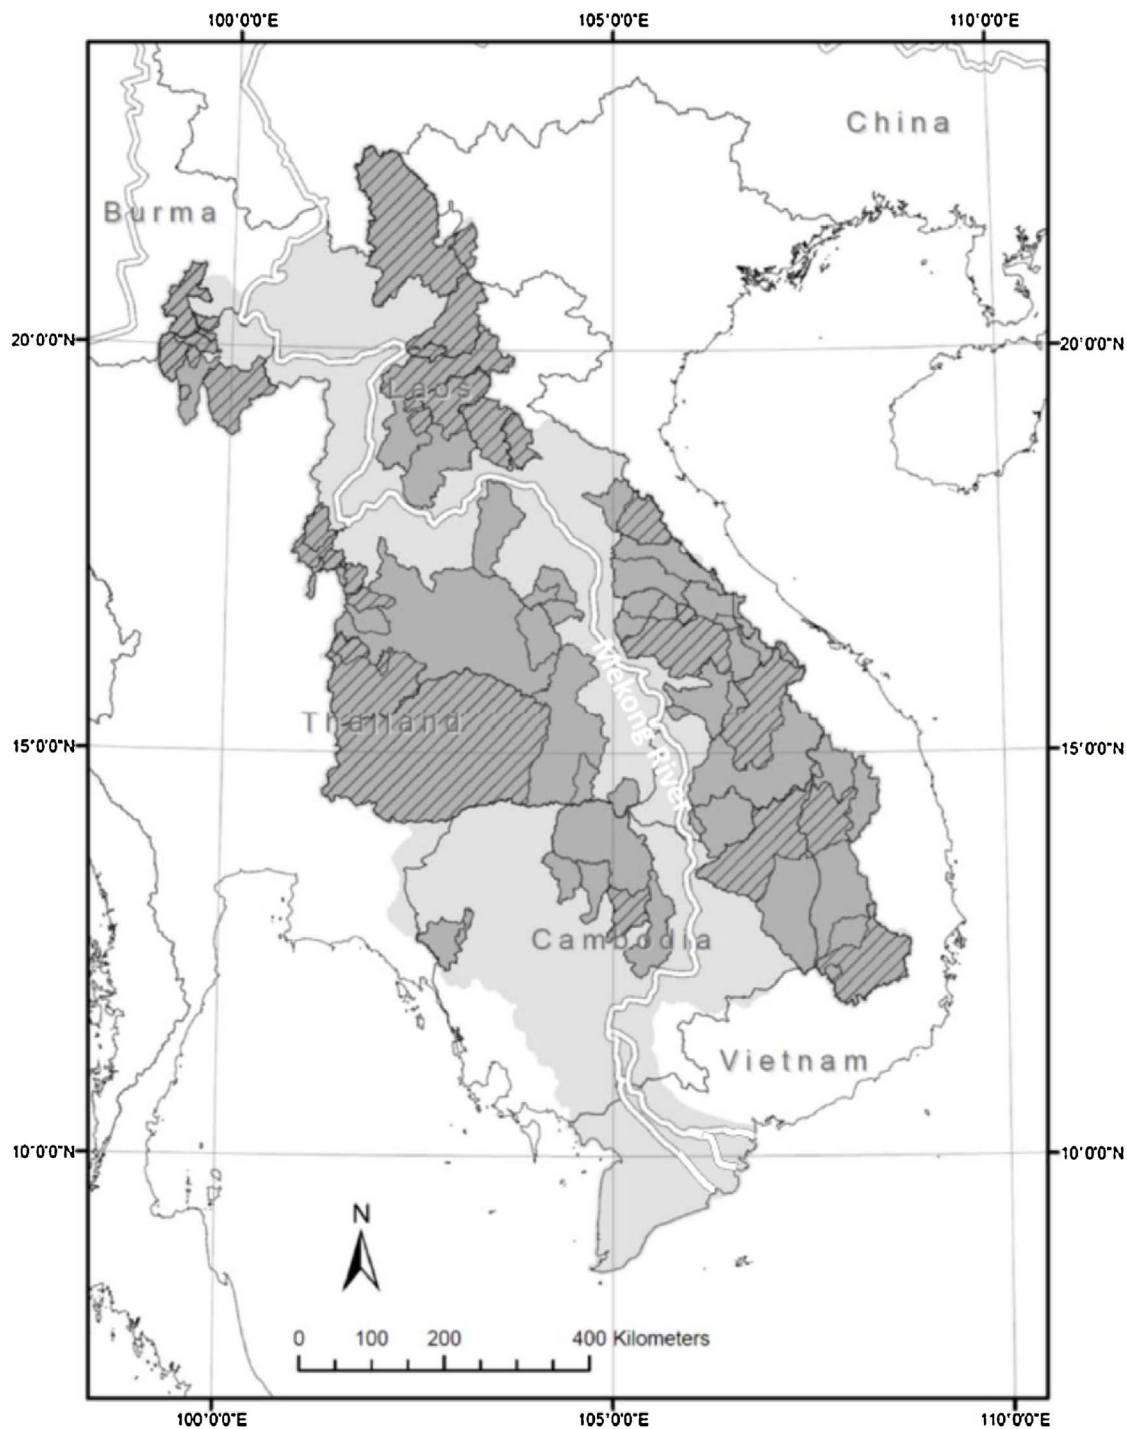 100°0'0"E 105°0'0"E 110°0'0"E
China
Burma
20°0'0"N 20°0'0"N
Laos
Mekong River
Thailand
15°0'0"N 15°0'0"N
Cambodia
Vietnam
10°0'0"N 10°0'0"N
N
0 100 200 400 Kilometers
100°0'0"E 105°0'0"E 110°0'0"E